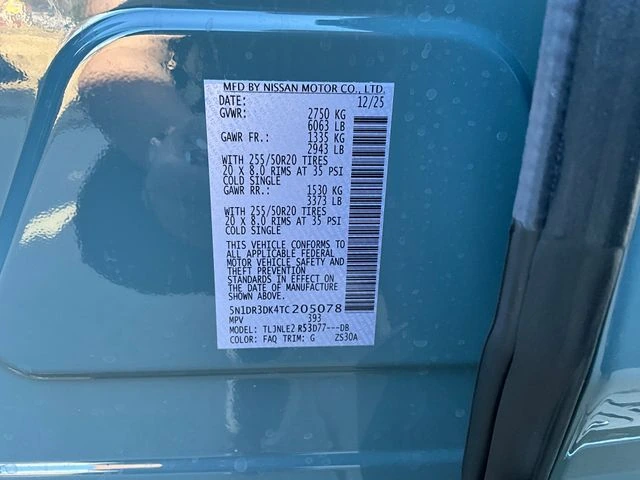 MFD BY NISSAN MOTOR CO., LTD.
DATE: 12/25
GVWR: 2750 KG
6063 LB
GAWR FR.: 1335 KG
2943 LB
WITH 255/50R20 TIRES
20 X 8.0 RIMS AT 35 PSI
COLD SINGLE
GAWR RR.: 1530 KG
3373 LB
WITH 255/50R20 TIRES
20 X 8.0 RIMS AT 35 PSI
COLD SINGLE
THIS VEHICLE CONFORMS TO
ALL APPLICABLE FEDERAL
MOTOR VEHICLE SAFETY AND
THEFT PREVENTION
STANDARDS IN EFFECT ON
THE DATE OF MANUFACTURE
SHOWN ABOVE.
5N1DR3DK4TC205078
MPV 393
MODEL: TLJNLE2 R53D77---DB
COLOR: FAQ TRIM: G ZS30A